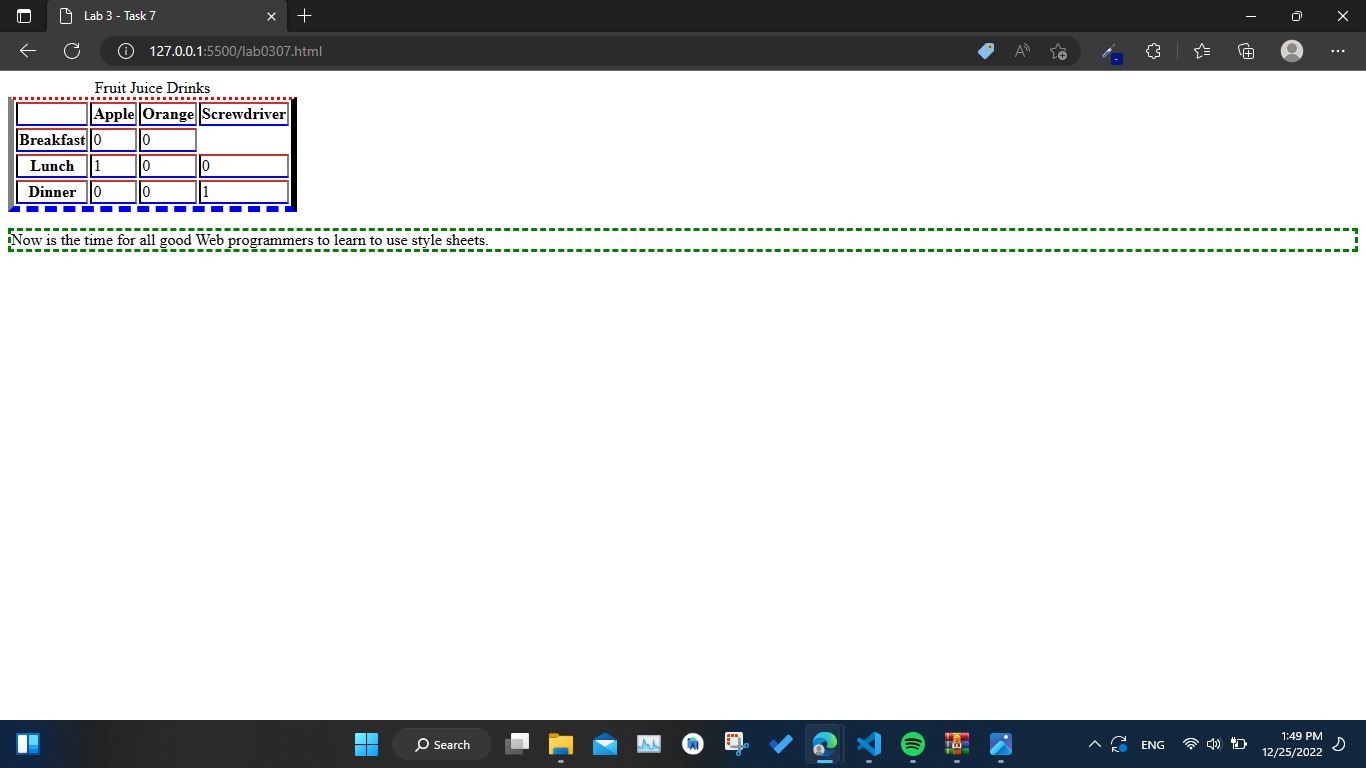 Lab 3 - Task 7
127.0.0.1:5500/lab0307.html
Fruit Juice Drinks
Apple Orange Screwdriver
Breakfast 0 0
Lunch 1 0 0
Dinner 0 0 1
Now is the time for all good Web programmers to learn to use style sheets.
Search
ENG
1:49 PM
12/25/2022